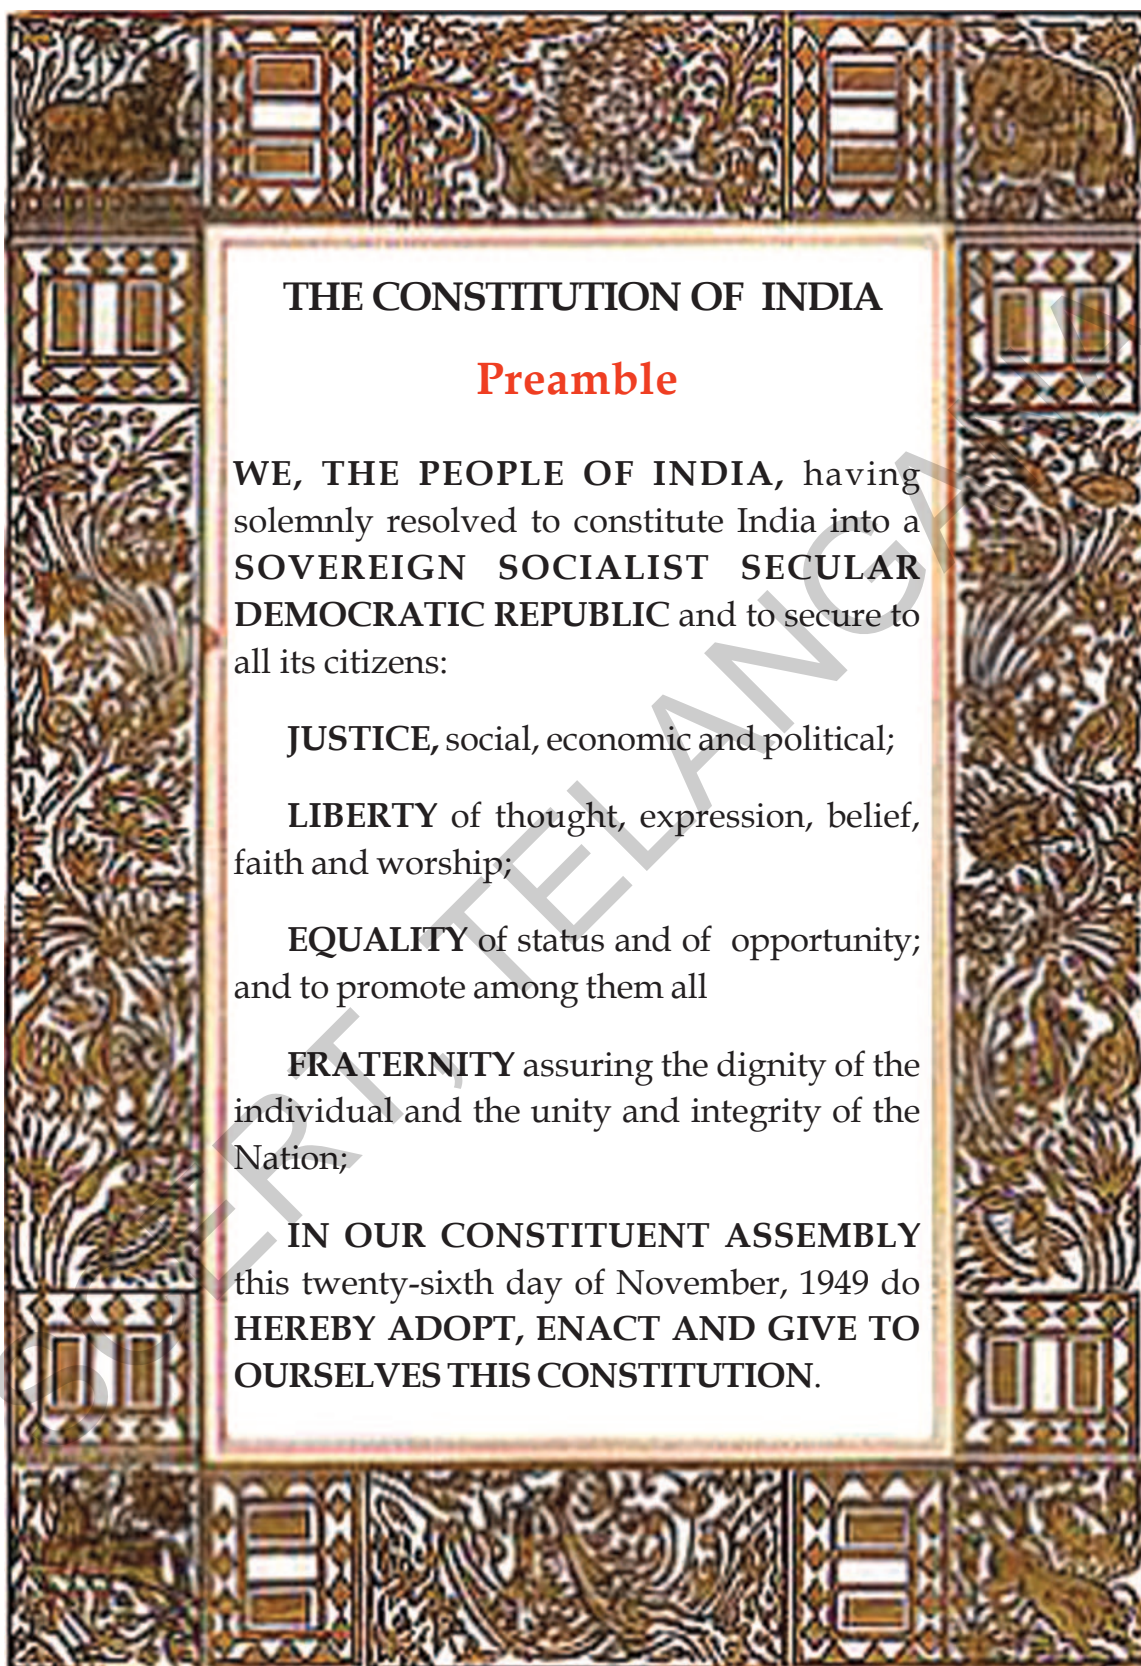 THE CONSTITUTION OF INDIA
Preamble
WE, THE PEOPLE OF INDIA, having
solemnly resolved to constitute India into a
SOVEREIGN SOCIALIST SECULAR
DEMOCRATIC REPUBLIC and to secure to
all its citizens:
JUSTICE, social, economic and political;
LIBERTY of thought, expression, belief,
faith and worship;
EQUALITY of status and of opportunity;
and to promote among them all
FRATERNITY assuring the dignity of the
individual and the unity and integrity of the
Nation;
IN OUR CONSTITUENT ASSEMBLY
this twenty-sixth day of November, 1949 do
HEREBY ADOPT, ENACT AND GIVE TO
OURSELVES THIS CONSTITUTION.
TELANGANA